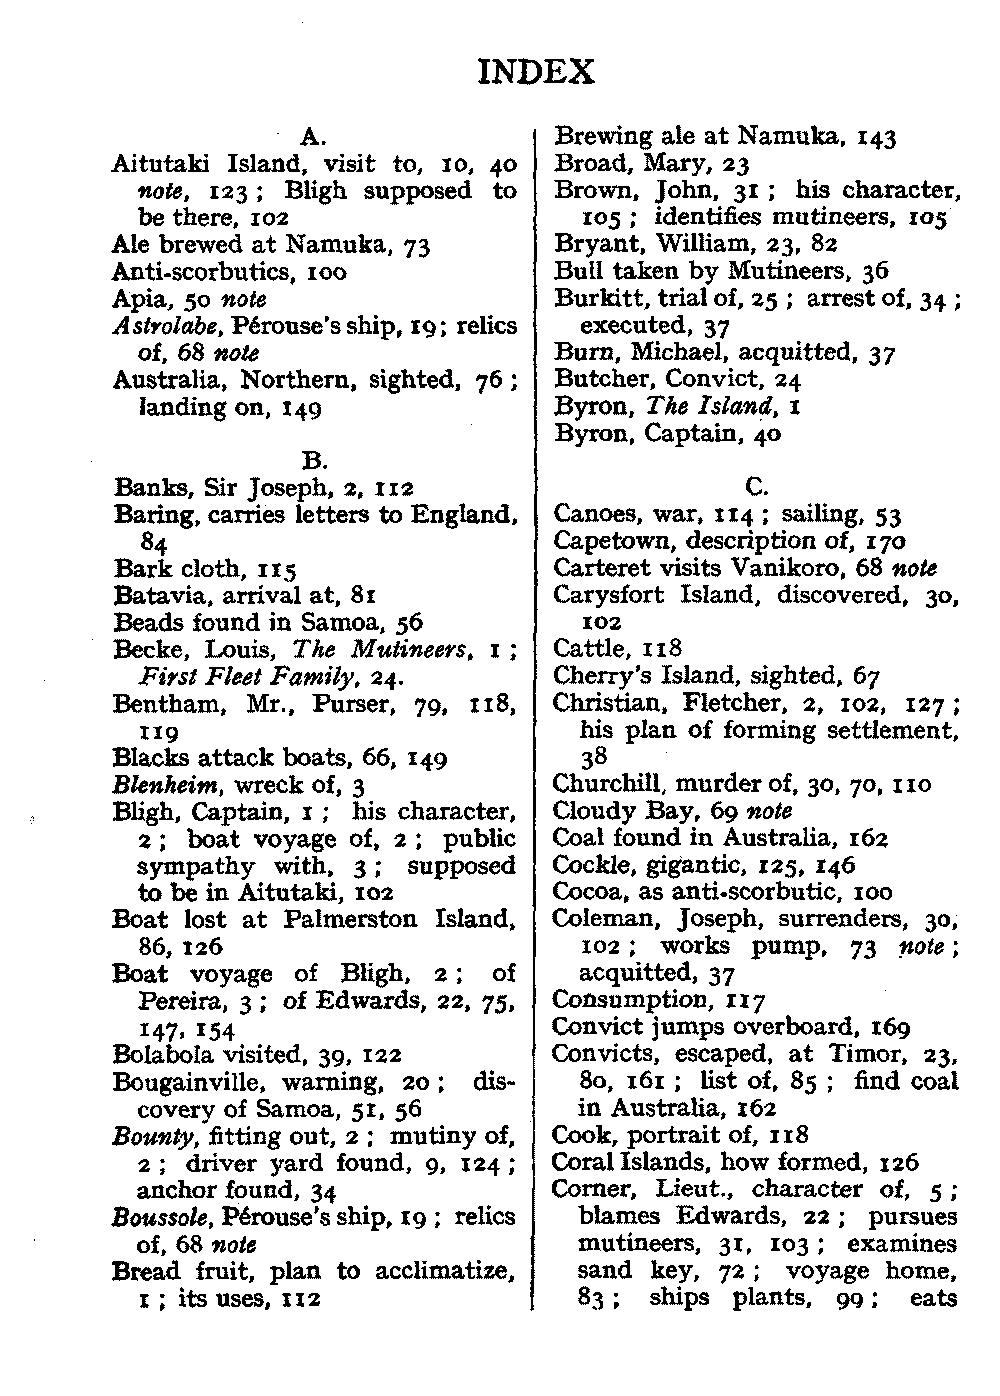 INDEX
A.
Aitutaki Island, visit to, 10, 40
note, 123 ; Bligh supposed to
be there, 102
Ale brewed at Namuka, 73
Anti-scorbutics, 100
Apia, 50 note
Astrolabe, Pérouse's ship, 19; relics
of, 68 note
Australia, Northern, sighted, 76 ;
landing on, 149
B.
Banks, Sir Joseph, 2, 112
Baring, carries letters to England,
84
Bark cloth, 115
Batavia, arrival at, 81
Beads found in Samoa, 56
Becke, Louis, The Mutineers, 1 ;
First Fleet Family, 24.
Bentham, Mr., Purser, 79, 118,
119
Blacks attack boats, 66, 149
Blenheim, wreck of, 3
Bligh, Captain, 1 ; his character,
2 ; boat voyage of, 2 ; public
sympathy with, 3 ; supposed
to be in Aitutaki, 102
Boat lost at Palmerston Island,
86, 126
Boat voyage of Bligh, 2 ; of
Pereira, 3 ; of Edwards, 22, 75,
147, 154
Bolabola visited, 39, 122
Bougainville, warning, 20 ; dis-
covery of Samoa, 51, 56
Bounty, fitting out, 2 ; mutiny of,
2 ; driver yard found, 9, 124 ;
anchor found, 34
Boussole, Pérouse's ship, 19 ; relics
of, 68 note
Bread fruit, plan to acclimatize,
1 ; its uses, 112
Brewing ale at Namuka, 143
Broad, Mary, 23
Brown, John, 31 ; his character,
105 ; identifies mutineers, 105
Bryant, William, 23, 82
Bull taken by Mutineers, 36
Burkitt, trial of, 25 ; arrest of, 34 ;
executed, 37
Burn, Michael, acquitted, 37
Butcher, Convict, 24
Byron, The Island, 1
Byron, Captain, 40
C.
Canoes, war, 114 ; sailing, 53
Capetown, description of, 170
Carteret visits Vanikoro, 68 note
Carysfort Island, discovered, 30,
102
Cattle, 118
Cherry's Island, sighted, 67
Christian, Fletcher, 2, 102, 127 ;
his plan of forming settlement,
38
Churchill, murder of, 30, 70, 110
Cloudy Bay, 69 note
Coal found in Australia, 162
Cockle, gigantic, 125, 146
Cocoa, as anti-scorbutic, 100
Coleman, Joseph, surrenders, 30,
102 ; works pump, 73 note ;
acquitted, 37
Consumption, 117
Convict jumps overboard, 169
Convicts, escaped, at Timor, 23,
80, 161 ; list of, 85 ; find coal
in Australia, 162
Cook, portrait of, 118
Coral Islands, how formed, 126
Corner, Lieut., character of, 5 ;
blames Edwards, 22 ; pursues
mutineers, 31, 103 ; examines
sand key, 72 ; voyage home,
83 ; ships plants, 99 ; eats